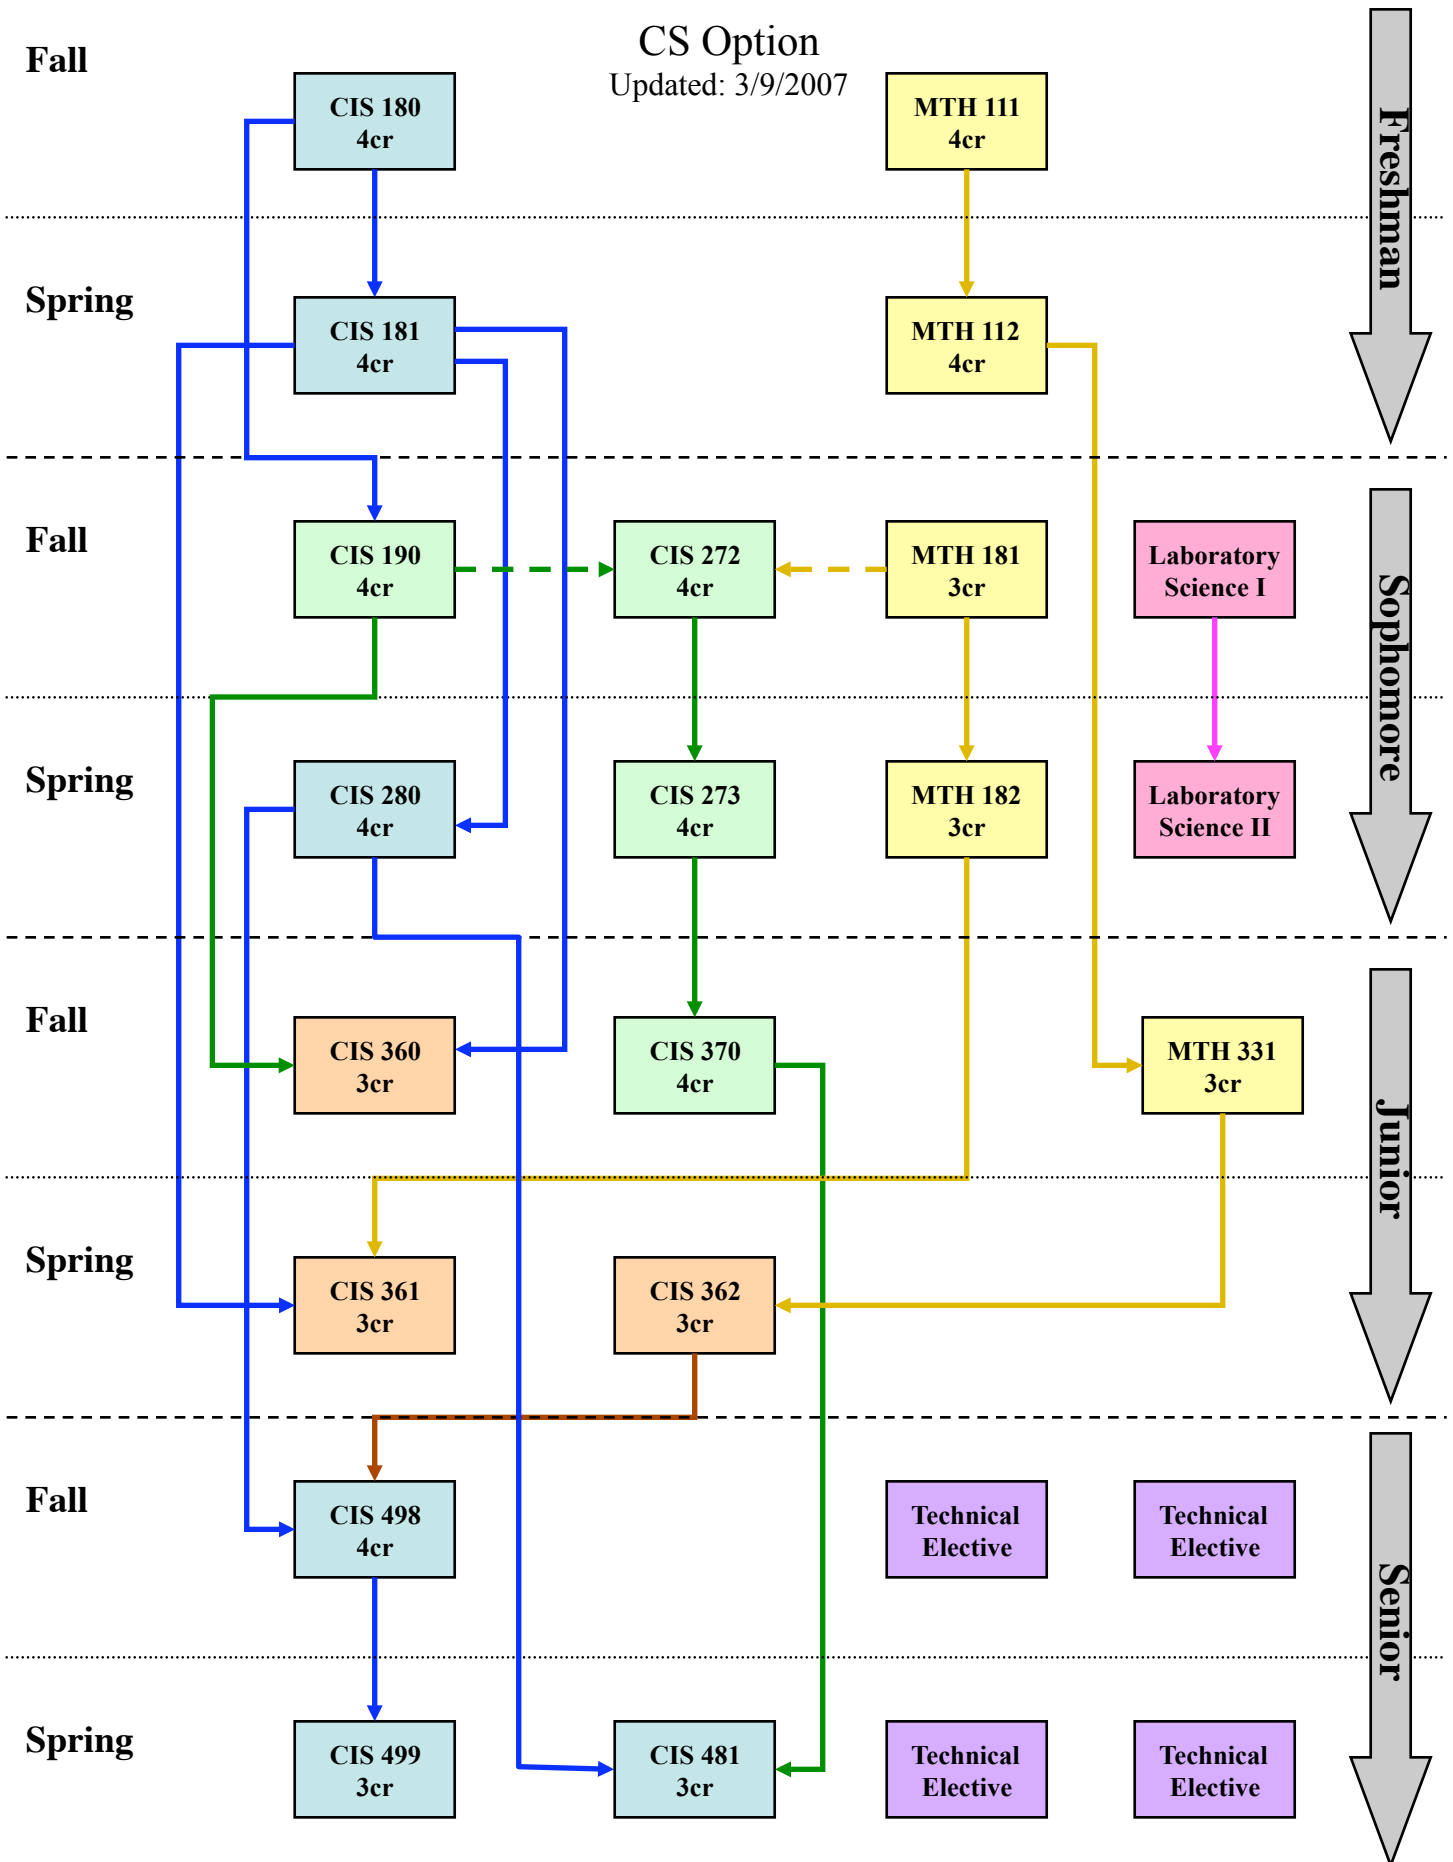 CS Option
Updated: 3/9/2007
Freshman
Fall
CIS 180
4cr
MTH 111
4cr
Spring
CIS 181
4cr
MTH 112
4cr
Sophomore
Fall
CIS 190
4cr
CIS 272
4cr
MTH 181
3cr
Laboratory
Science I
Spring
CIS 280
4cr
CIS 273
4cr
MTH 182
3cr
Laboratory
Science II
Junior
Fall
CIS 360
3cr
CIS 370
4cr
MTH 331
3cr
Spring
CIS 361
3cr
CIS 362
3cr
Senior
Fall
CIS 498
4cr
Technical
Elective
Technical
Elective
Spring
CIS 499
3cr
CIS 481
3cr
Technical
Elective
Technical
Elective